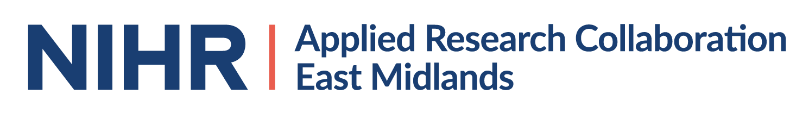 NIHR
Applied Research Collaboration
East Midlands